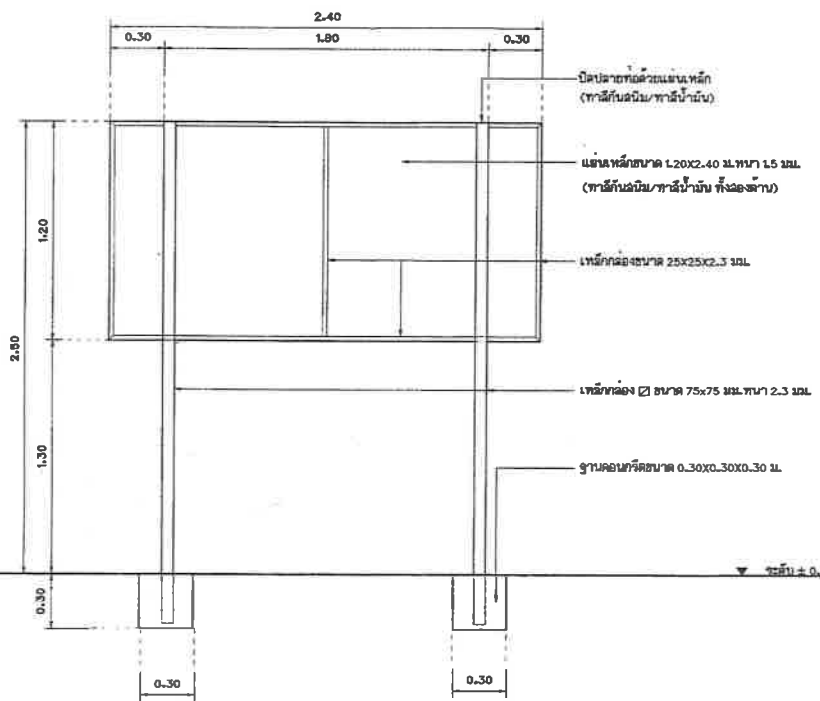 2.40
0.30 1.80 0.30
ปิดปลายท่อด้วยแผ่นเหล็ก
(ทาสีกันสนิม/ทาสีน้ำมัน)
แผ่นเหล็กขนาด 1.20X2.40 ม.หนา 1.5 มม.
(ทาสีกันสนิม/ทาสีน้ำมัน ทั้งสองด้าน)
1.20
เหล็กกล่องขนาด 25X25X2.3 มม.
2.50
เหล็กกล่อง ขนาด 75x75 มม.หนา 2.3 มม.
1.30
ฐานคอนกรีตขนาด 0.30X0.30X0.30 ม.
ระดับ ± 0.
0.30
0.30 0.30